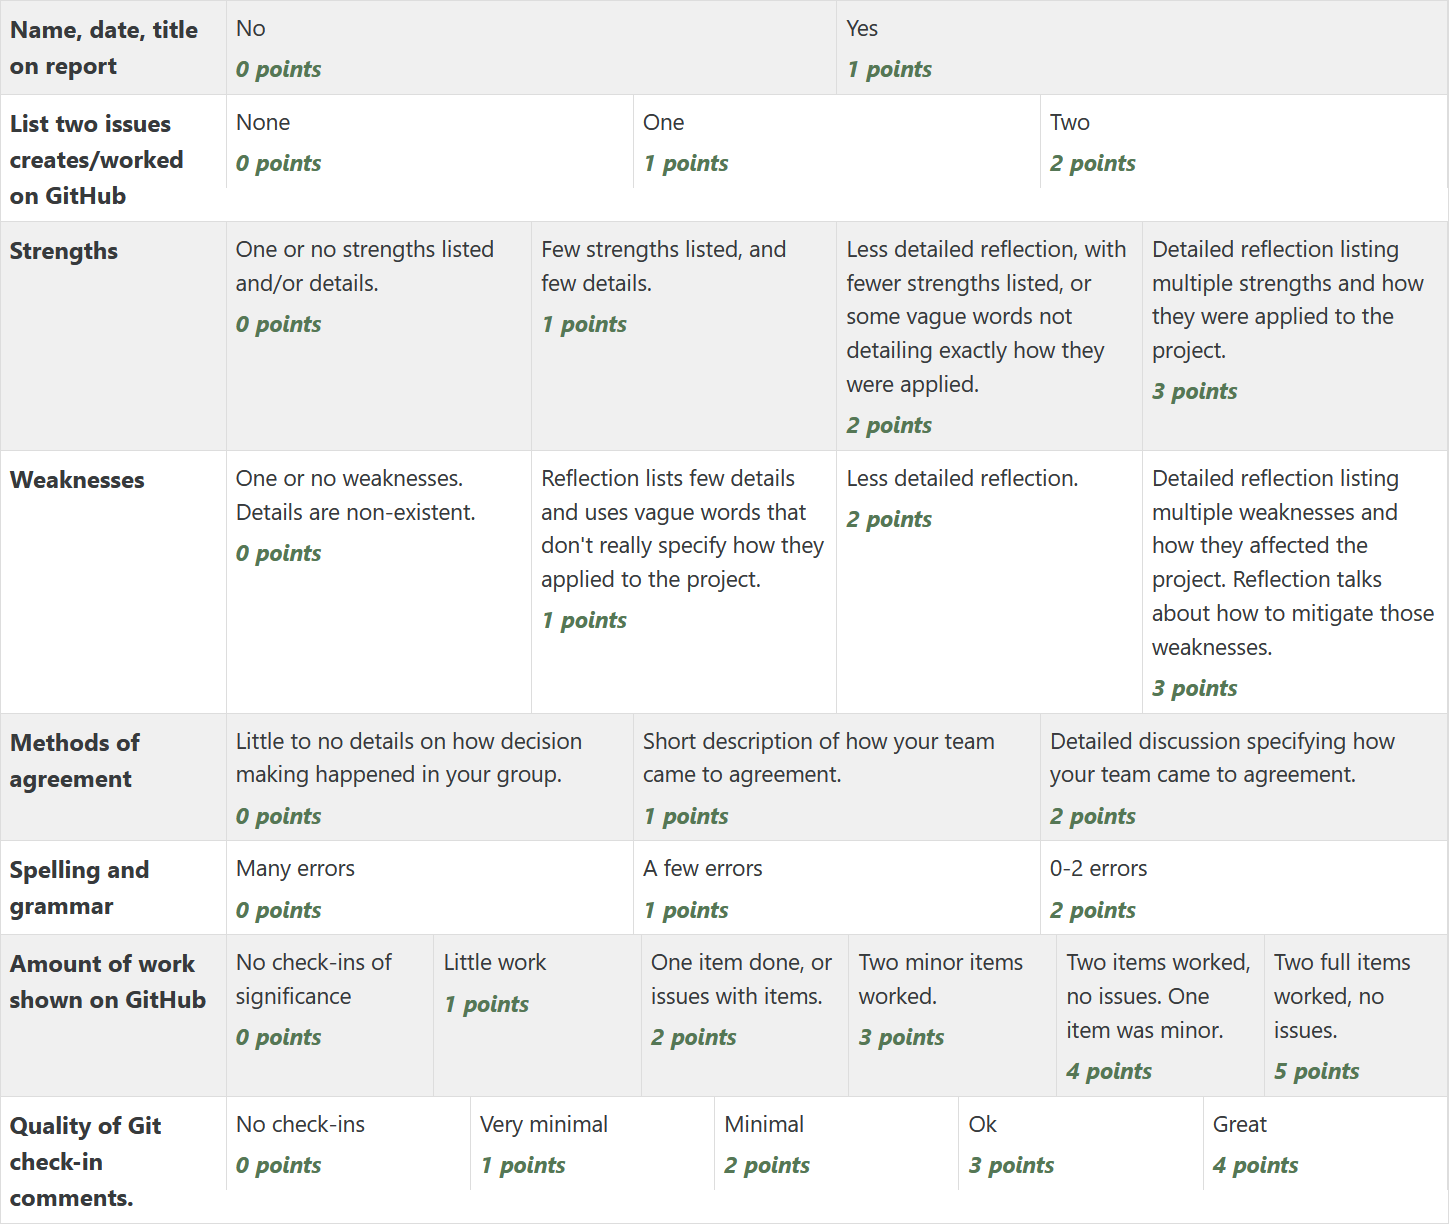 Name, date, title
on report
No
0 points
Yes
1 points
List two issues
creates/worked
on GitHub
None
0 points
One
1 points
Two
2 points
Strengths
One or no strengths listed
and/or details.
0 points
Few strengths listed, and
few details.
1 points
Less detailed reflection, with
fewer strengths listed, or
some vague words not
detailing exactly how they
were applied.
2 points
Detailed reflection listing
multiple strengths and how
they were applied to the
project.
3 points
Weaknesses
One or no weaknesses.
Details are non-existent.
0 points
Reflection lists few details
and uses vague words that
don't really specify how they
applied to the project.
1 points
Less detailed reflection.
2 points
Detailed reflection listing
multiple weaknesses and
how they affected the
project. Reflection talks
about how to mitigate those
weaknesses.
3 points
Methods of
agreement
Little to no details on how decision
making happened in your group.
0 points
Short description of how your team
came to agreement.
1 points
Detailed discussion specifying how
your team came to agreement.
2 points
Spelling and
grammar
Many errors
0 points
A few errors
1 points
0-2 errors
2 points
Amount of work
shown on GitHub
No check-ins of
significance
0 points
Little work
1 points
One item done, or
issues with items.
2 points
Two minor items
worked.
3 points
Two items worked,
no issues. One
item was minor.
4 points
Two full items
worked, no
issues.
5 points
Quality of Git
check-in
comments.
No check-ins
0 points
Very minimal
1 points
Minimal
2 points
Ok
3 points
Great
4 points